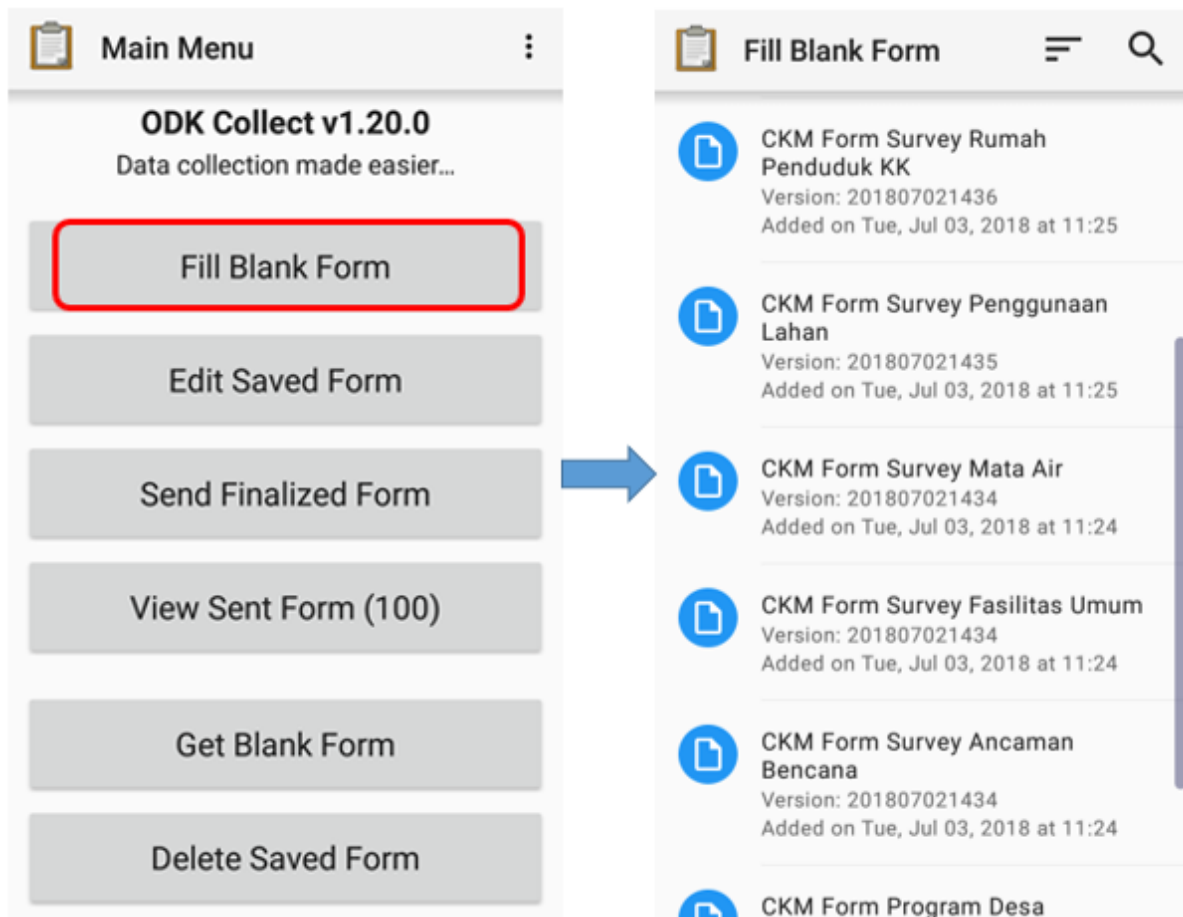 Main Menu
ODK Collect v1.20.0
Data collection made easier...
Fill Blank Form
Edit Saved Form
Send Finalized Form
View Sent Form (100)
Get Blank Form
Delete Saved Form
Fill Blank Form
CKM Form Survey Rumah
Penduduk KK
Version: 201807021436
Added on Tue, Jul 03, 2018 at 11:25
CKM Form Survey Penggunaan
Lahan
Version: 201807021435
Added on Tue, Jul 03, 2018 at 11:25
CKM Form Survey Mata Air
Version: 201807021434
Added on Tue, Jul 03, 2018 at 11:24
CKM Form Survey Fasilitas Umum
Version: 201807021434
Added on Tue, Jul 03, 2018 at 11:24
CKM Form Survey Ancaman
Bencana
Version: 201807021434
Added on Tue, Jul 03, 2018 at 11:24
CKM Form Program Desa